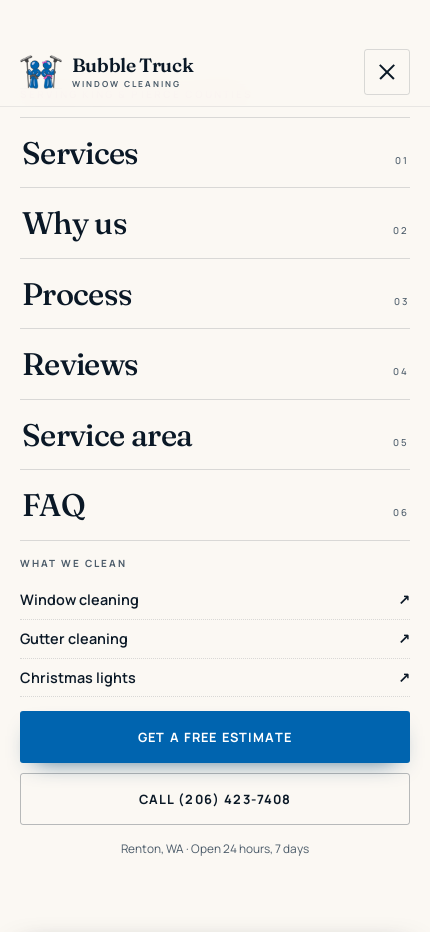 Bubble Truck
WINDOW CLEANING
Services 01
Why us 02
Process 03
Reviews 04
Service area 05
FAQ 06
WHAT WE CLEAN
Window cleaning ↗
Gutter cleaning ↗
Christmas lights ↗
GET A FREE ESTIMATE
CALL (206) 423-7408
Renton, WA · Open 24 hours, 7 days